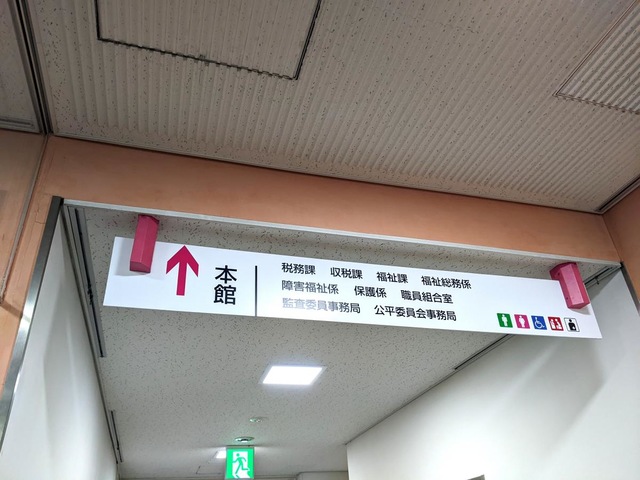 本館
税務課 収税課 福祉課 福祉総務係
障害福祉係 保護係 職員組合室
監査委員事務局 公平委員会事務局